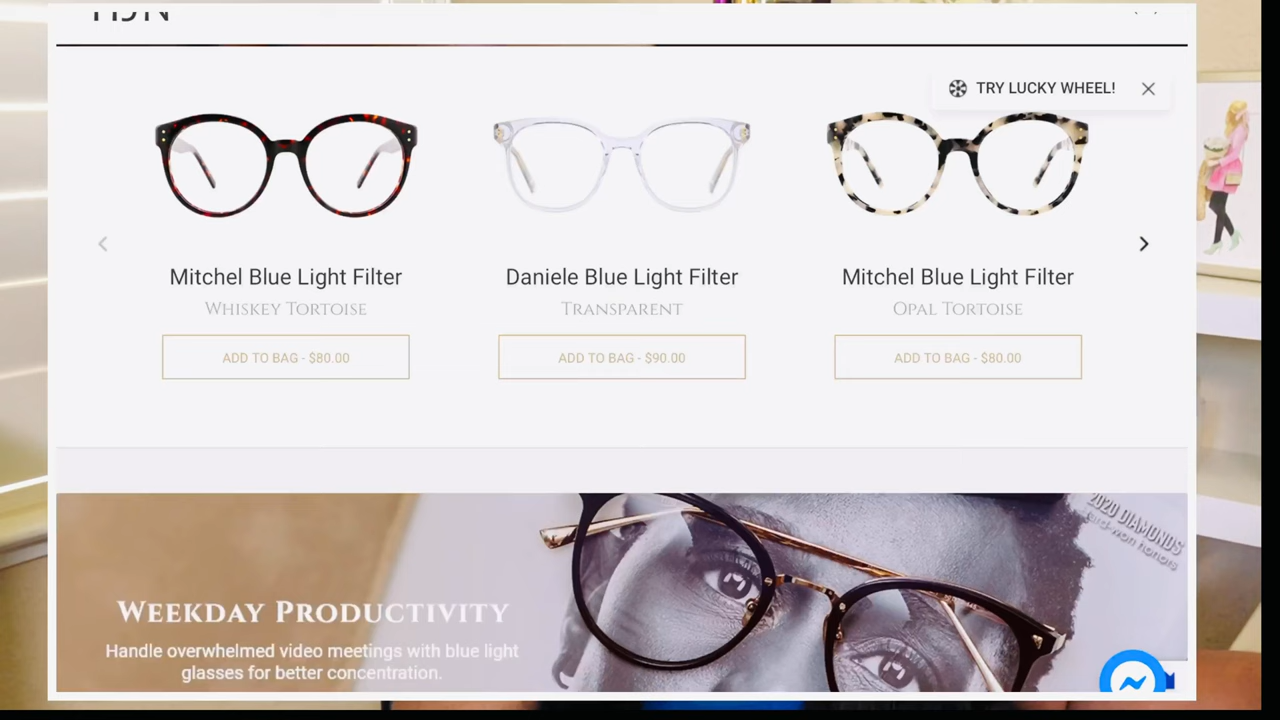 TRY LUCKY WHEEL!
Mitchel Blue Light Filter
Daniele Blue Light Filter
Mitchel Blue Light Filter
WHISKEY TORTOISE
TRANSPARENT
OPAL TORTOISE
ADD TO BAG - $80.00
ADD TO BAG - $90.00
ADD TO BAG - $80.00
2020 DIAMONDS
WEEKDAY PRODUCTIVITY
Handle overwhelmed video meetings with blue light
glasses for better concentration.